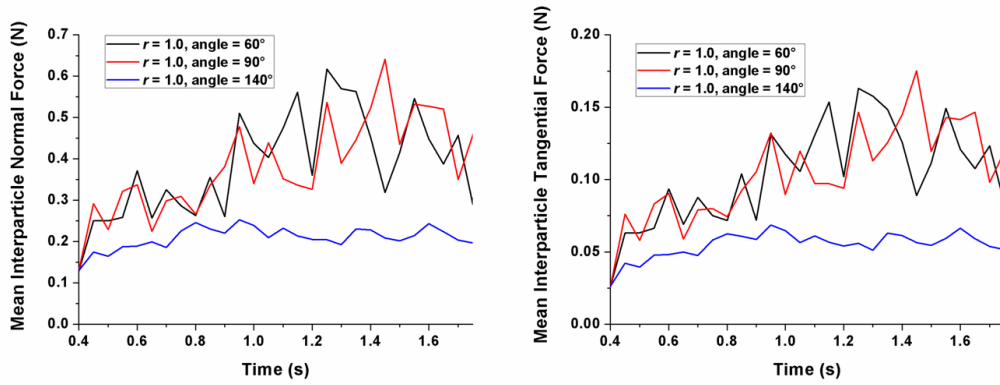 Mean Interparticle Normal Force (N)
0.7
0.6
0.5
0.4
0.3
0.2
0.1
0.0
r = 1.0, angle = 60°
r = 1.0, angle = 90°
r = 1.0, angle = 140°
0.4 0.6 0.8 1.0 1.2 1.4 1.6
Time (s)
Mean Interparticle Tangential Force (N)
0.20
0.15
0.10
0.05
0.00
r = 1.0, angle = 60°
r = 1.0, angle = 90°
r = 1.0, angle = 140°
0.4 0.6 0.8 1.0 1.2 1.4 1.6
Time (s)